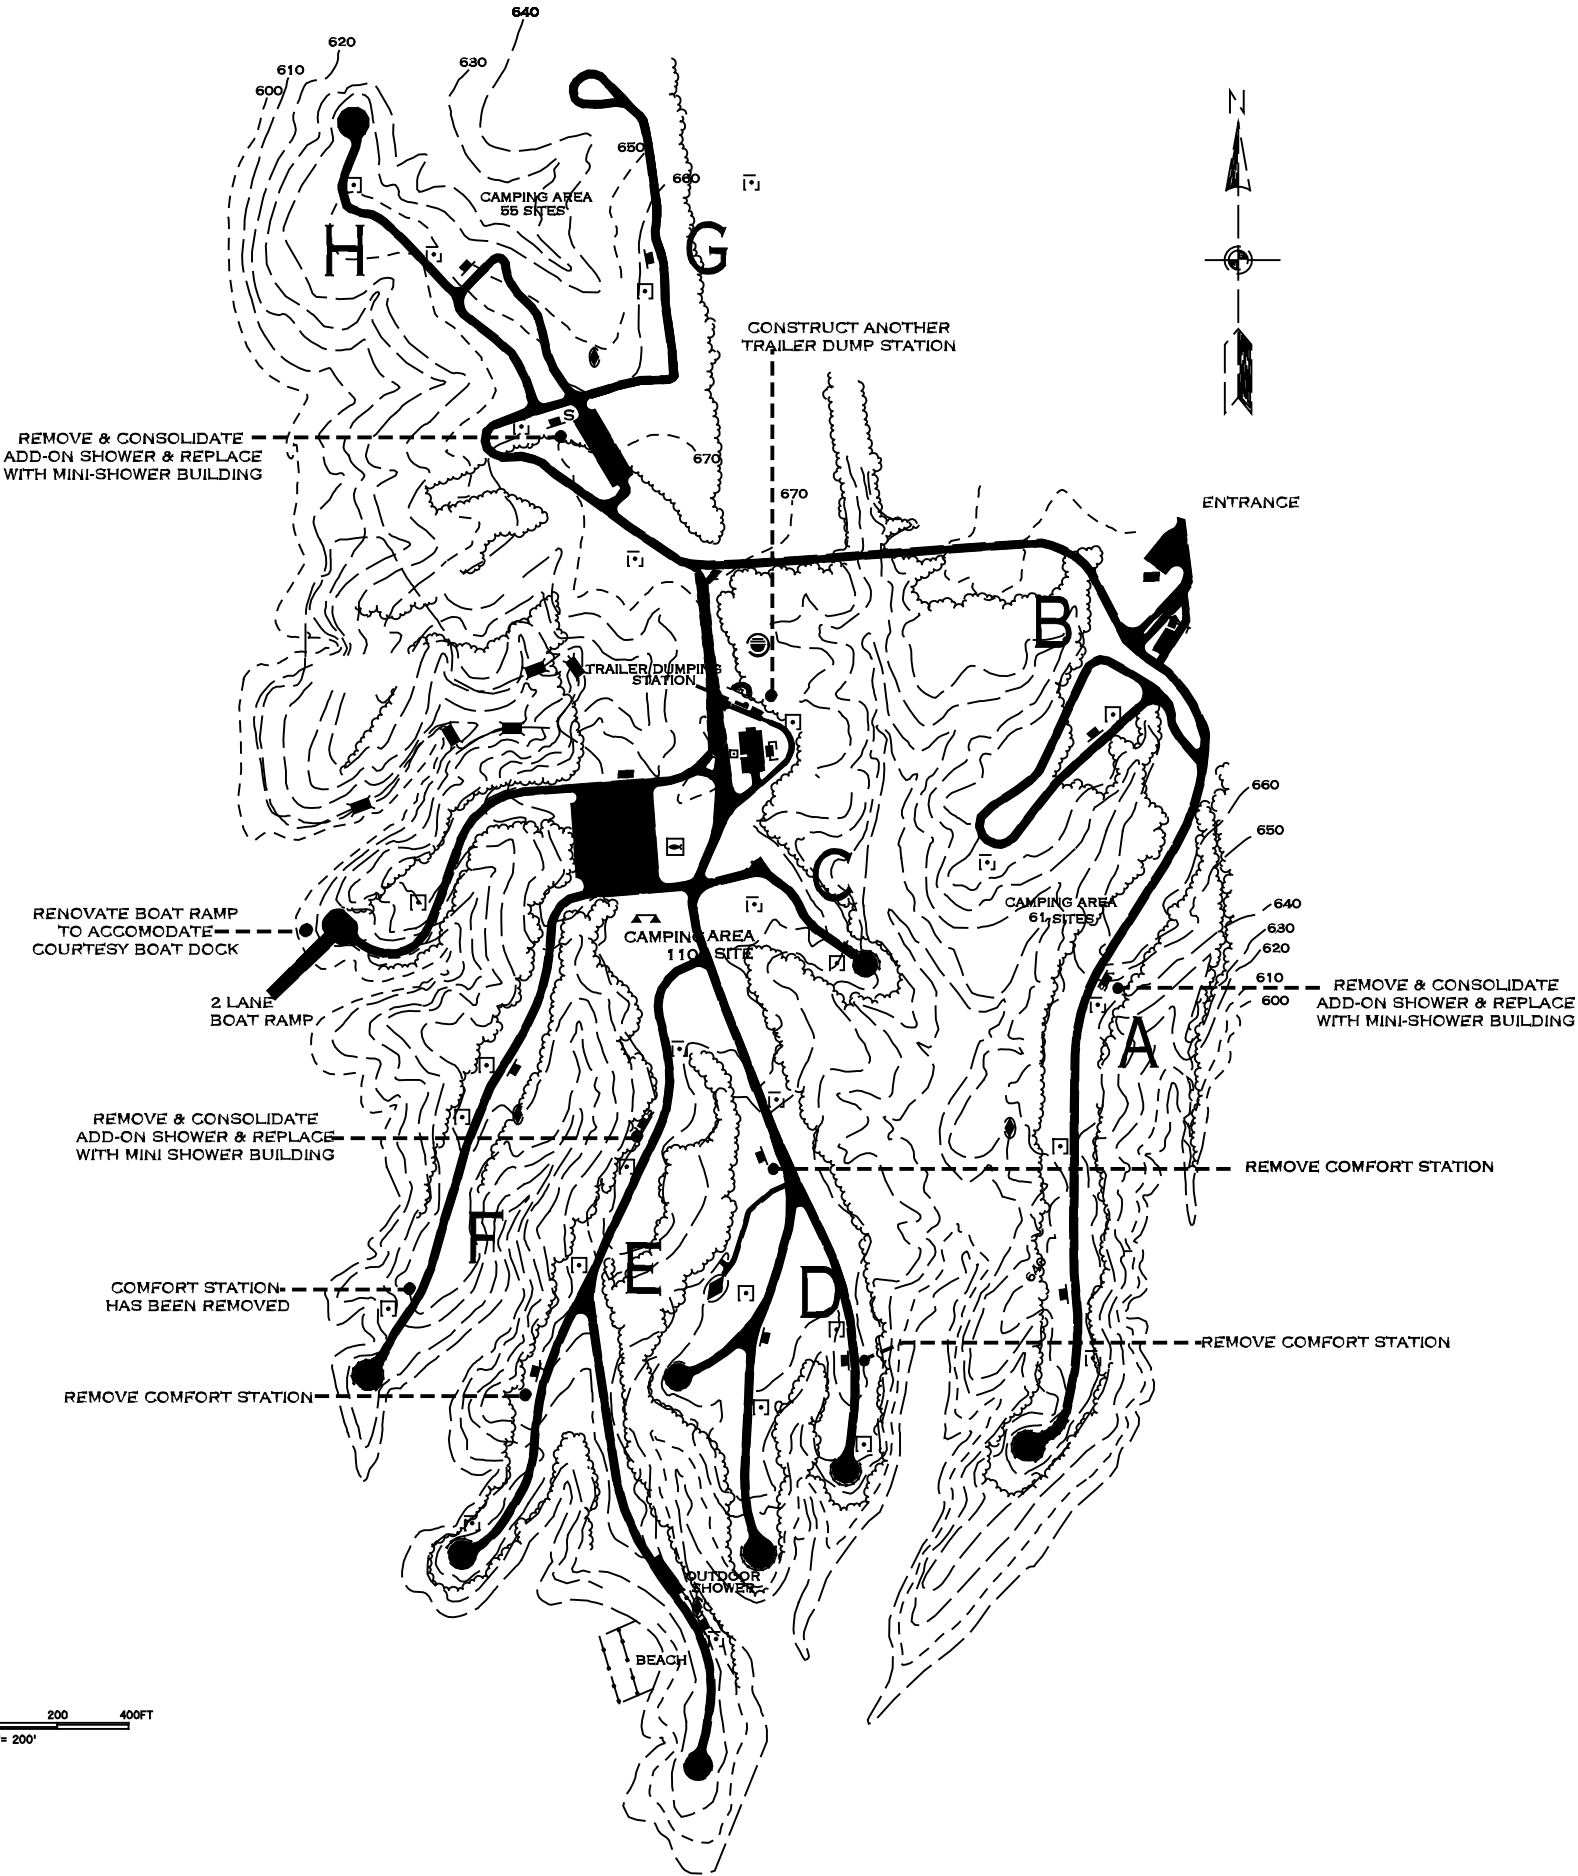 640
620
630
610
600
N
650
660
CAMPING AREA
55 SITES
H
G
CONSTRUCT ANOTHER
TRAILER DUMP STATION
S
REMOVE & CONSOLIDATE
ADD-ON SHOWER & REPLACE
WITH MINI-SHOWER BUILDING
670
670
ENTRANCE
B
TRAILER DUMPING
STATION
660
650
C
CAMPING AREA
61 SITES
640
630
620
610
600
RENOVATE BOAT RAMP
TO ACCOMODATE
COURTESY BOAT DOCK
CAMPING AREA
110 SITE
2 LANE
BOAT RAMP
REMOVE & CONSOLIDATE
ADD-ON SHOWER & REPLACE
WITH MINI-SHOWER BUILDING
A
REMOVE & CONSOLIDATE
ADD-ON SHOWER & REPLACE
WITH MINI SHOWER BUILDING
REMOVE COMFORT STATION
F
E
D
640
COMFORT STATION
HAS BEEN REMOVED
REMOVE COMFORT STATION
REMOVE COMFORT STATION
OUTDOOR
SHOWER
BEACH
200 400FT
= 200'